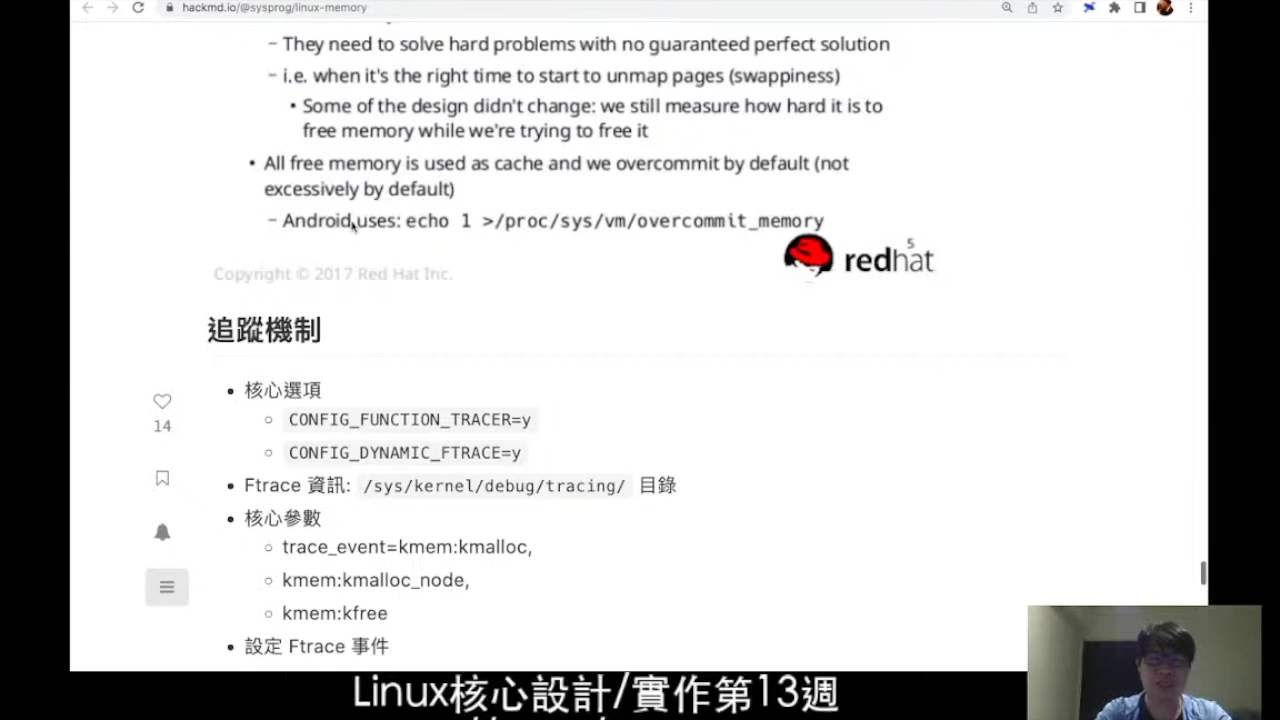 hackmd.io/@sysprog/linux-memory
– They need to solve hard problems with no guaranteed perfect solution
– i.e. when it's the right time to start to unmap pages (swappiness)
• Some of the design didn't change: we still measure how hard it is to
free memory while we're trying to free it
• All free memory is used as cache and we overcommit by default (not
excessively by default)
– Android uses: echo 1 >/proc/sys/vm/overcommit_memory
5
redhat
Copyright © 2017 Red Hat Inc.
追蹤機制
• 核心選項
◦ CONFIG_FUNCTION_TRACER=y
14
◦ CONFIG_DYNAMIC_FTRACE=y
• Ftrace 資訊: /sys/kernel/debug/tracing/ 目錄
• 核心參數
◦ trace_event=kmem:kmalloc,
◦ kmem:kmalloc_node,
◦ kmem:kfree
• 設定 Ftrace 事件
Linux核心設計/實作第13週